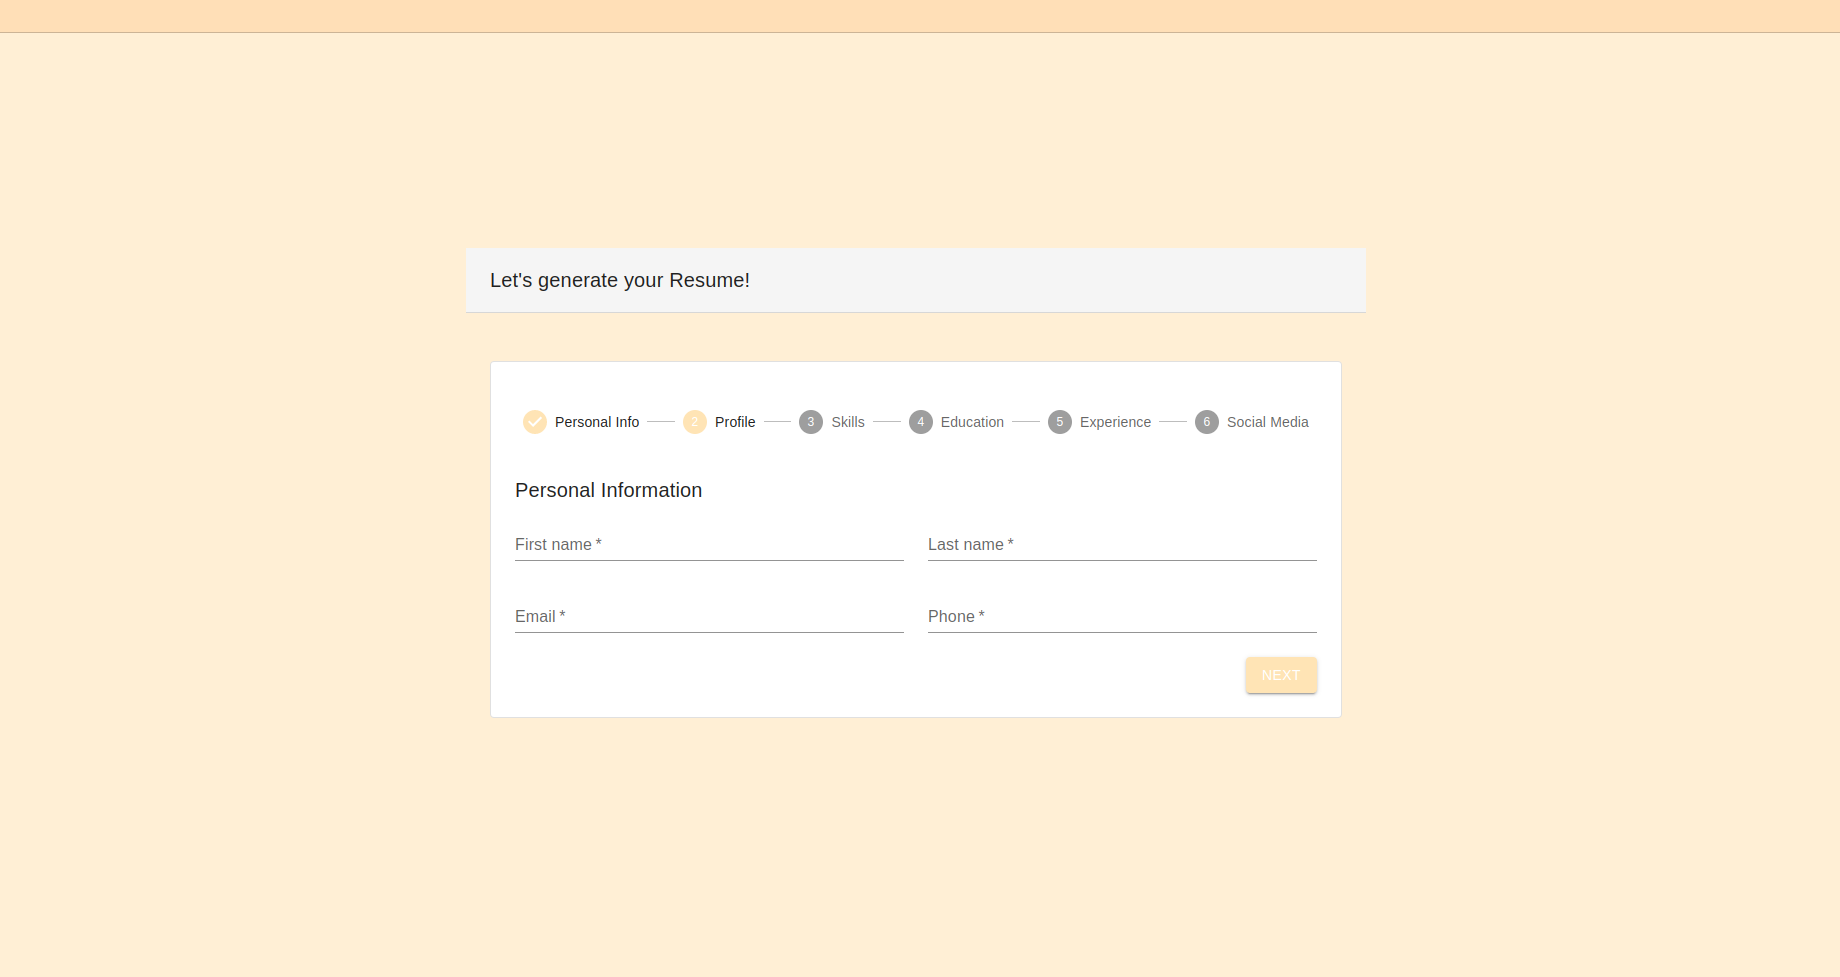 Let's generate your Resume!
Personal Info 2 Profile 3 Skills 4 Education 5 Experience 6 Social Media
Personal Information
First name * Last name *
Email * Phone *
NEXT